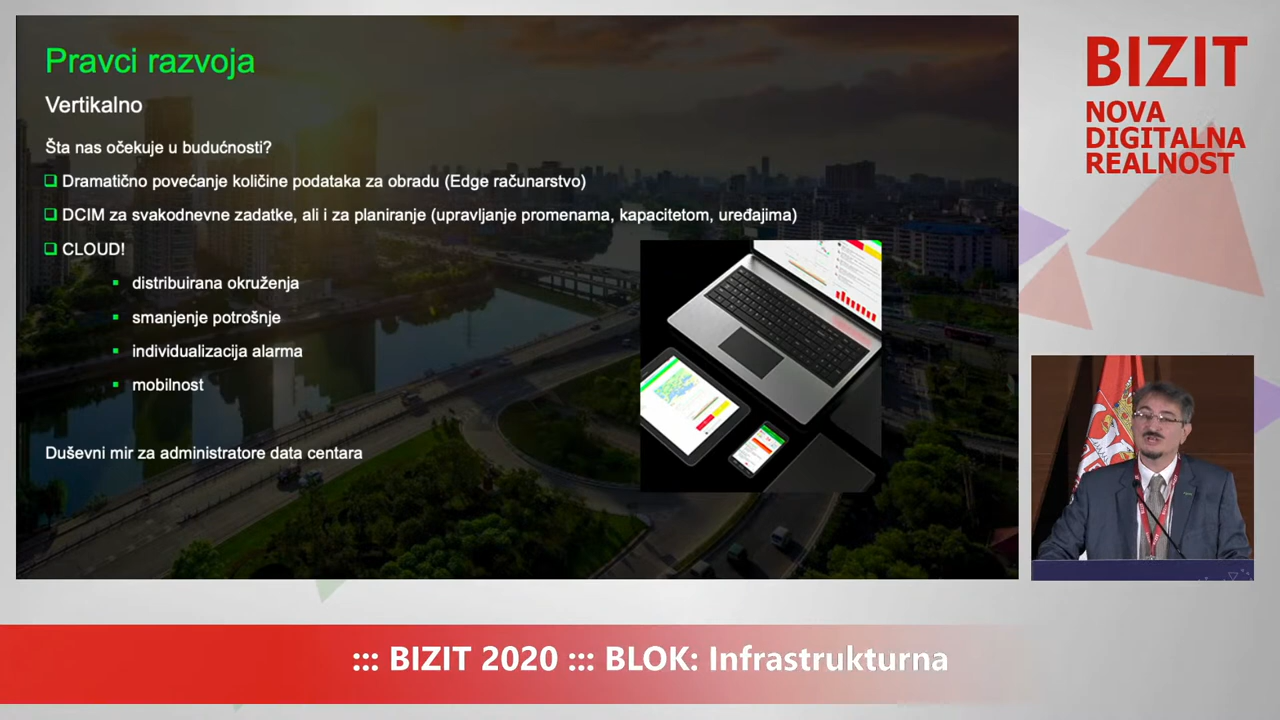 Pravci razvoja
Vertikalno
Šta nas očekuje u budućnosti?
Dramatično povećanje količine podataka za obradu (Edge računarstvo)
DCIM za svakodnevne zadatke, ali i za planiranje (upravljanje promenama, kapacitetom, uređajima)
CLOUD!
distribuirana okruženja
smanjenje potrošnje
individualizacija alarma
mobilnost
Duševni mir za administratore data centara
BIZIT
NOVA
DIGITALNA
REALNOST
::: BIZIT 2020 ::: BLOK: Infrastrukturna